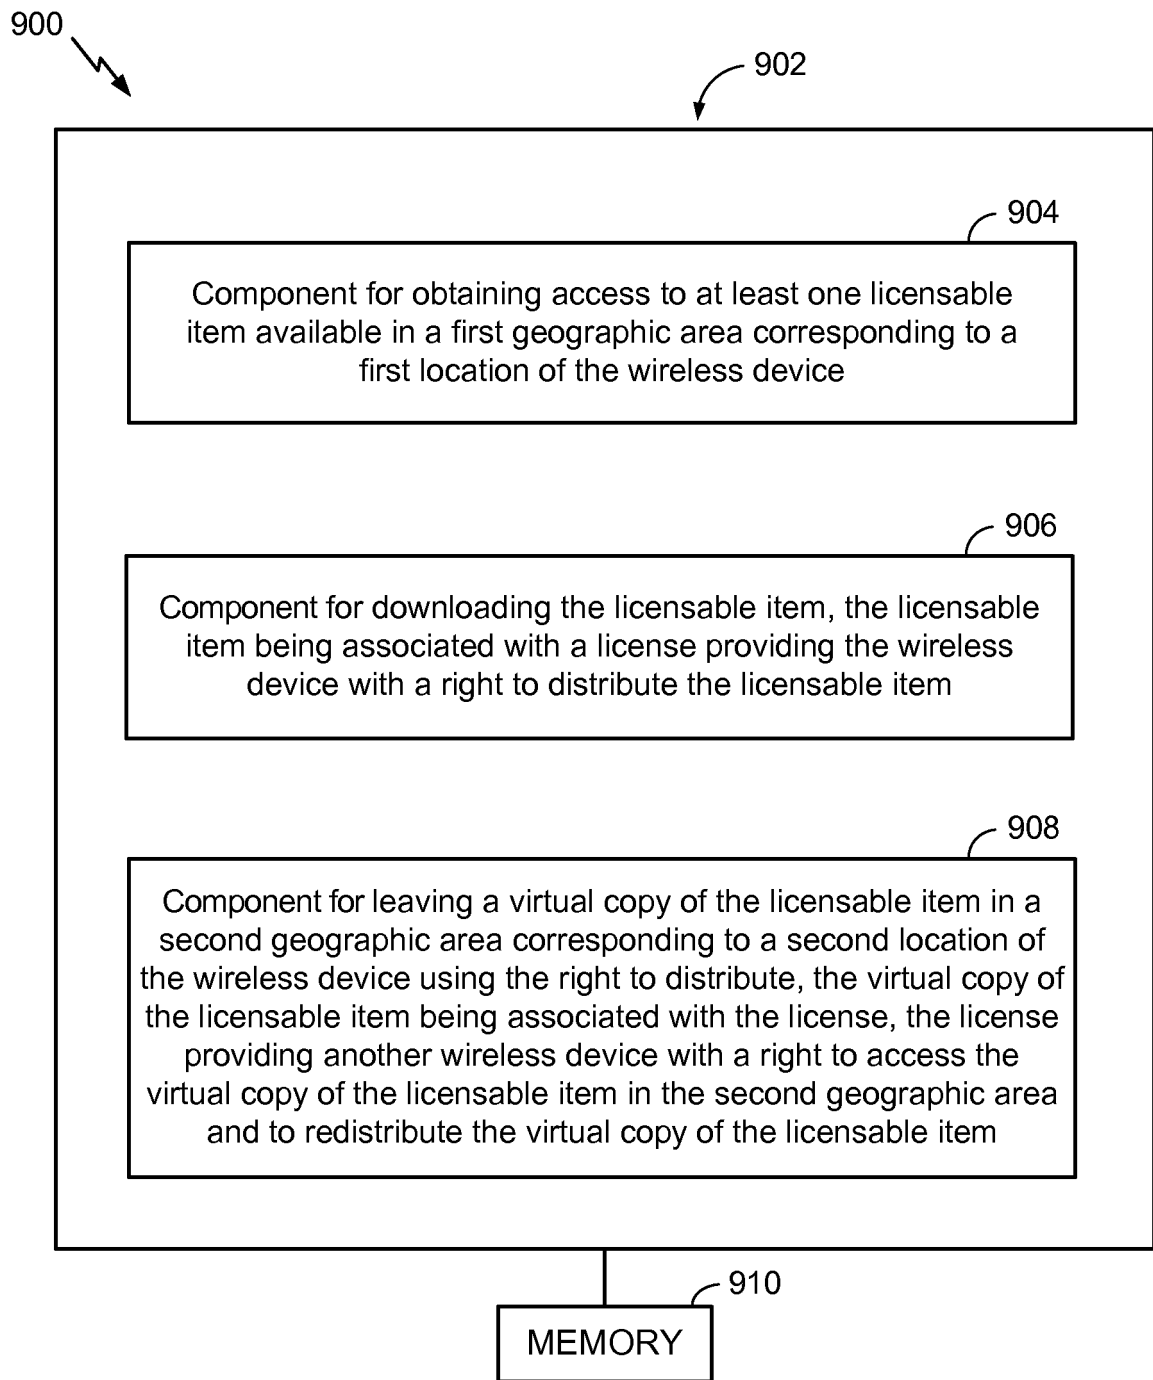 900
902
904
Component for obtaining access to at least one licensable
item available in a first geographic area corresponding to a
first location of the wireless device
906
Component for downloading the licensable item, the licensable
item being associated with a license providing the wireless
device with a right to distribute the licensable item
908
Component for leaving a virtual copy of the licensable item in a
second geographic area corresponding to a second location of
the wireless device using the right to distribute, the virtual copy of
the licensable item being associated with the license, the license
providing another wireless device with a right to access the
virtual copy of the licensable item in the second geographic area
and to redistribute the virtual copy of the licensable item
910
MEMORY